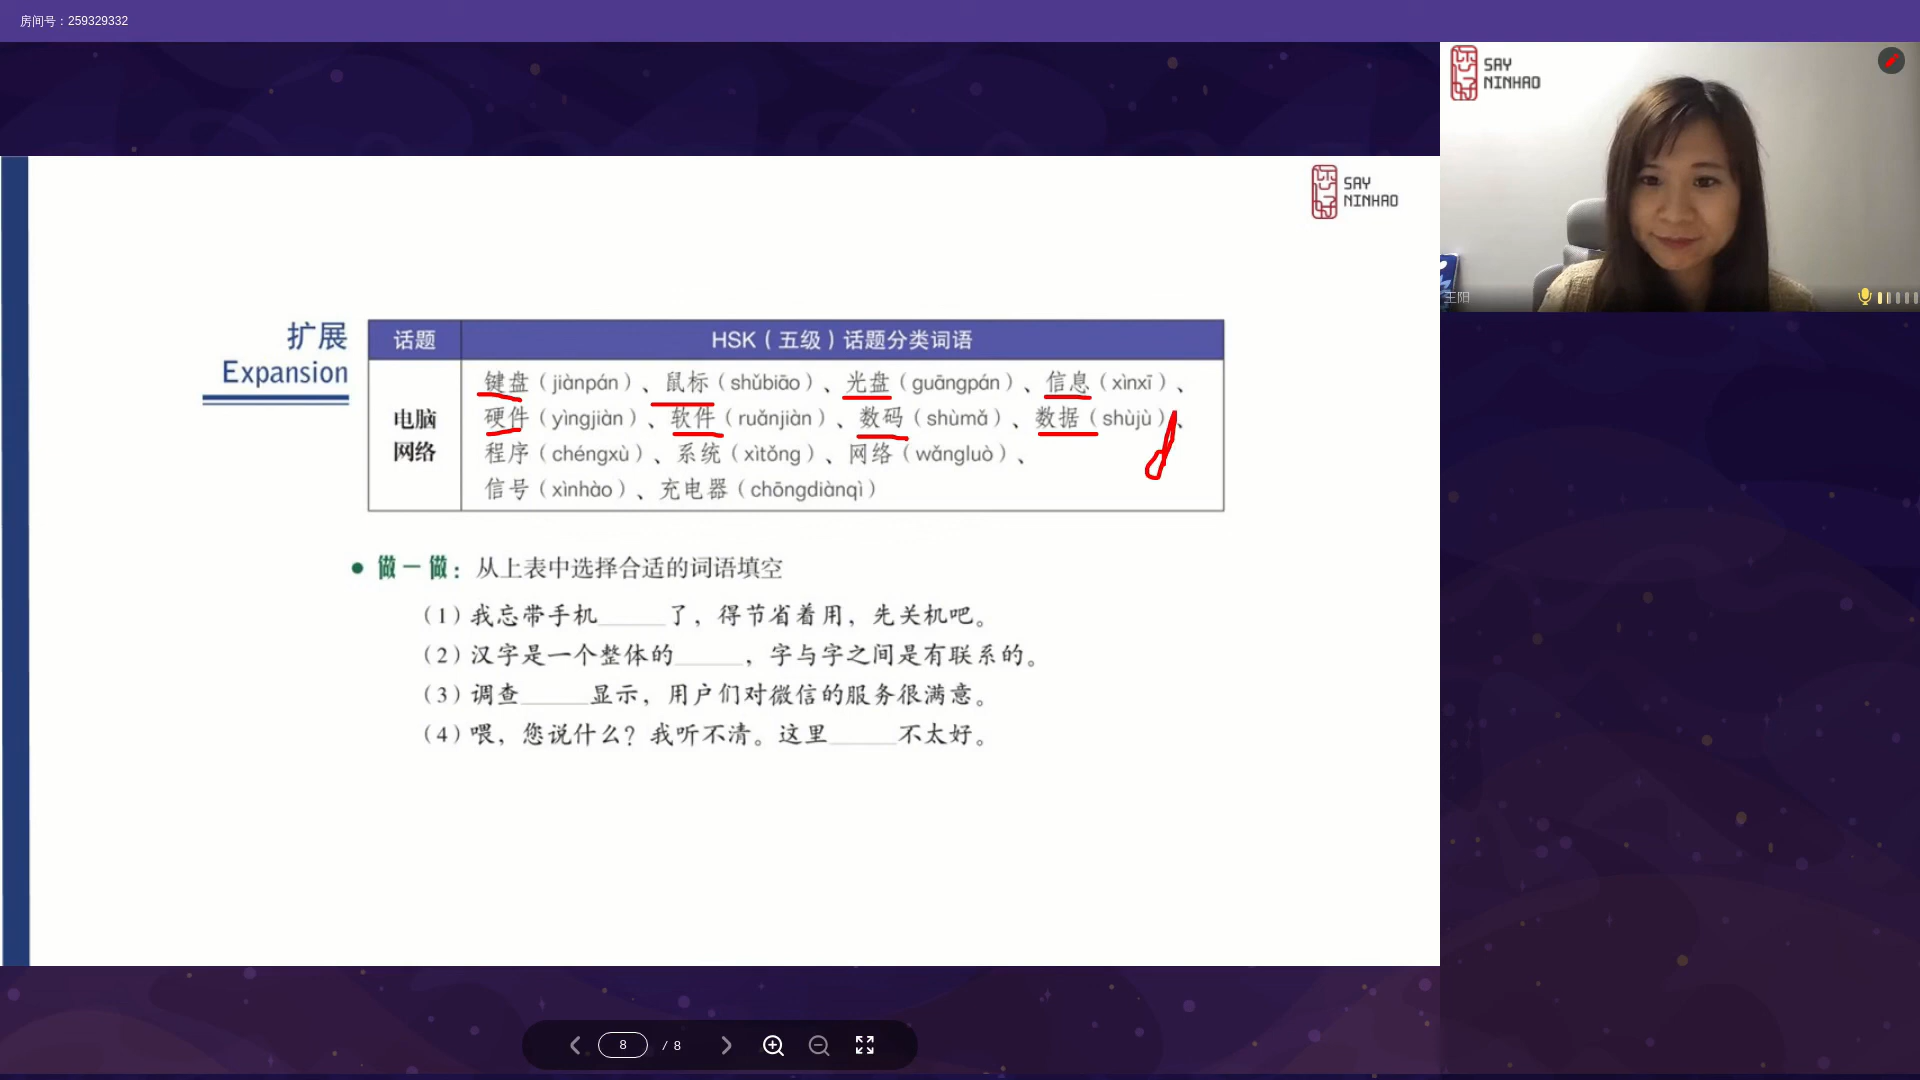 房间号：259329332
SAY
NINHAO
王阳
SAY
NINHAO
扩展
Expansion
话题
HSK（五级）话题分类词语
电脑
网络
键盘（jiànpán）、鼠标（shǔbiāo）、光盘（guāngpán）、信息（xìnxī）、
硬件（yìngjiàn）、软件（ruǎnjiàn）、数码（shùmǎ）、数据（shùjù）、
程序（chéngxù）、系统（xìtǒng）、网络（wǎngluò）、
信号（xìnhào）、充电器（chōngdiànqì）
● 做一做：从上表中选择合适的词语填空
（1）我忘带手机______了，得节省着用，先关机吧。
（2）汉字是一个整体的______，字与字之间是有联系的。
（3）调查______显示，用户们对微信的服务很满意。
（4）喂，您说什么？我听不清。这里______不太好。
8 / 8